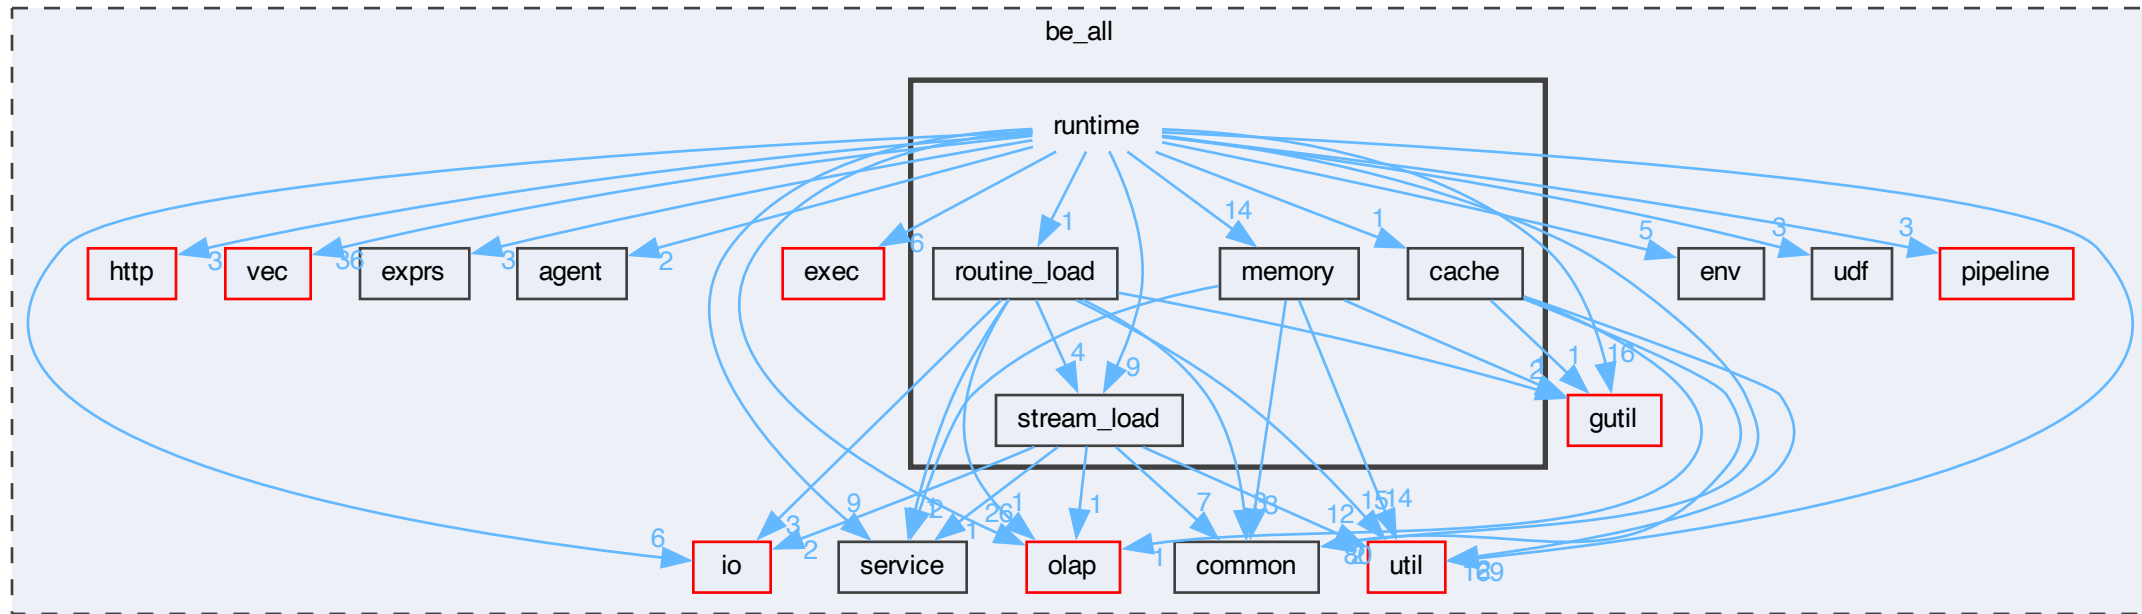 be_all
runtime
1
14
1
5
3
3
3
36
3
2
6
http
vec
exprs
agent
exec
routine_load
memory
cache
env
udf
pipeline
4
9
2
1
16
stream_load
gutil
6
3
2
9
1
26
1
1
7
12
15
14
1
io
service
olap
common
util